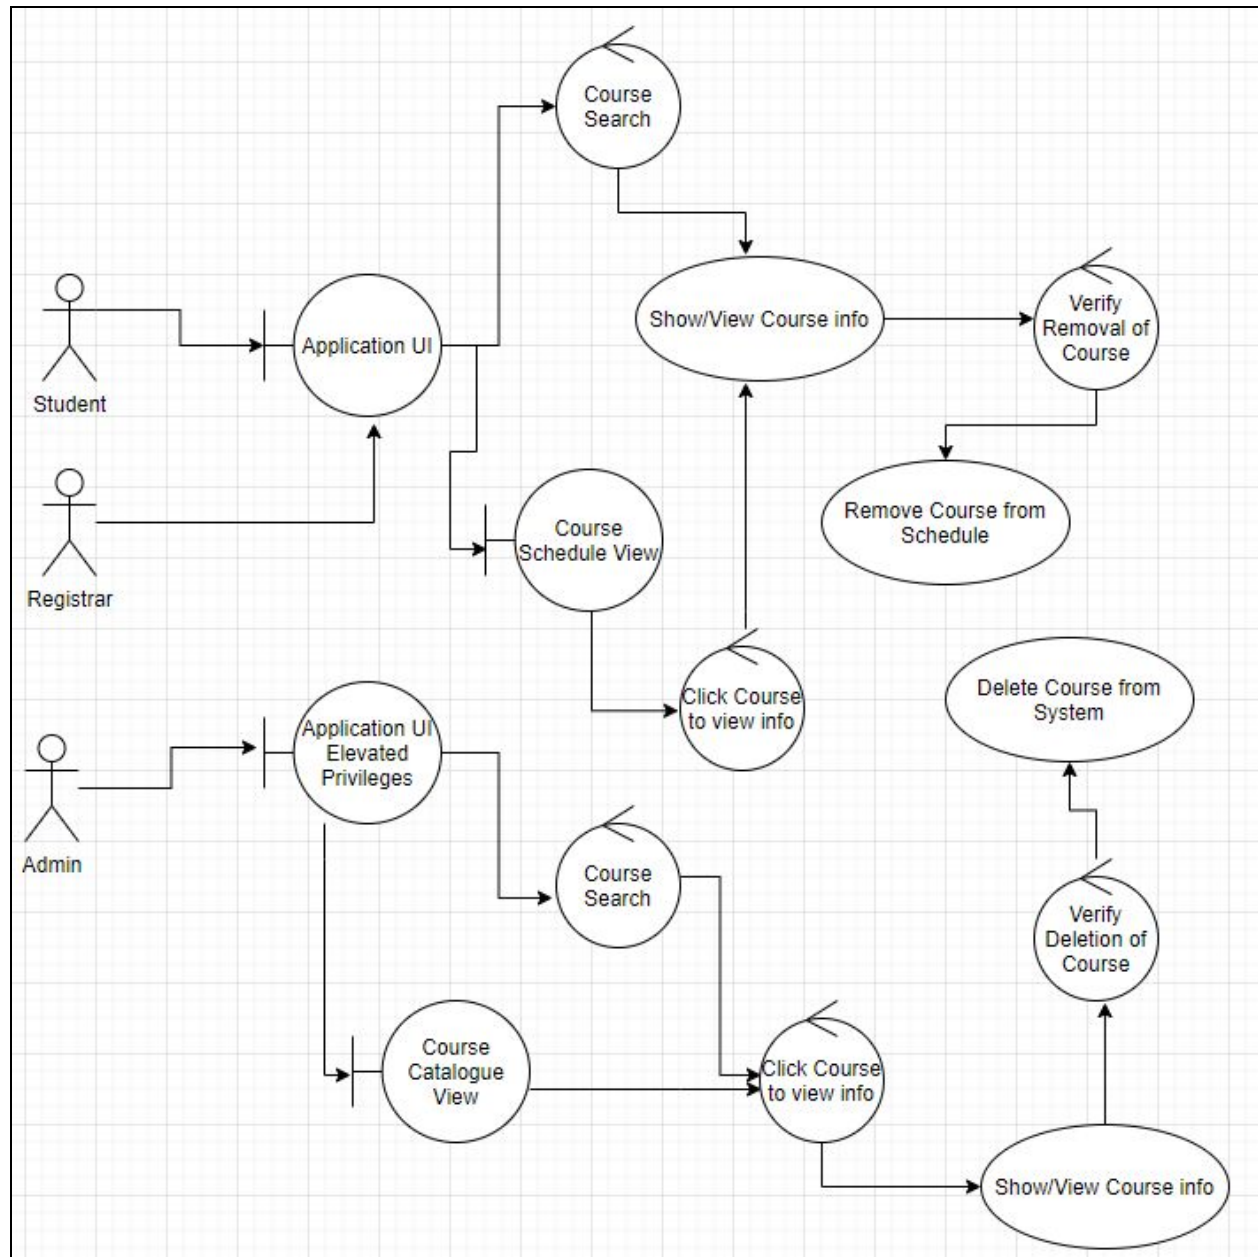 Course
Search
Show/View Course info
Verify
Removal of
Course
Application UI
Student
Remove Course from
Schedule
Course
Schedule View
Registrar
Click Course
to view info
Delete Course from
System
Application UI
Elevated
Privileges
Admin
Course
Search
Verify
Deletion of
Course
Course
Catalogue
View
Click Course
to view info
Show/View Course info